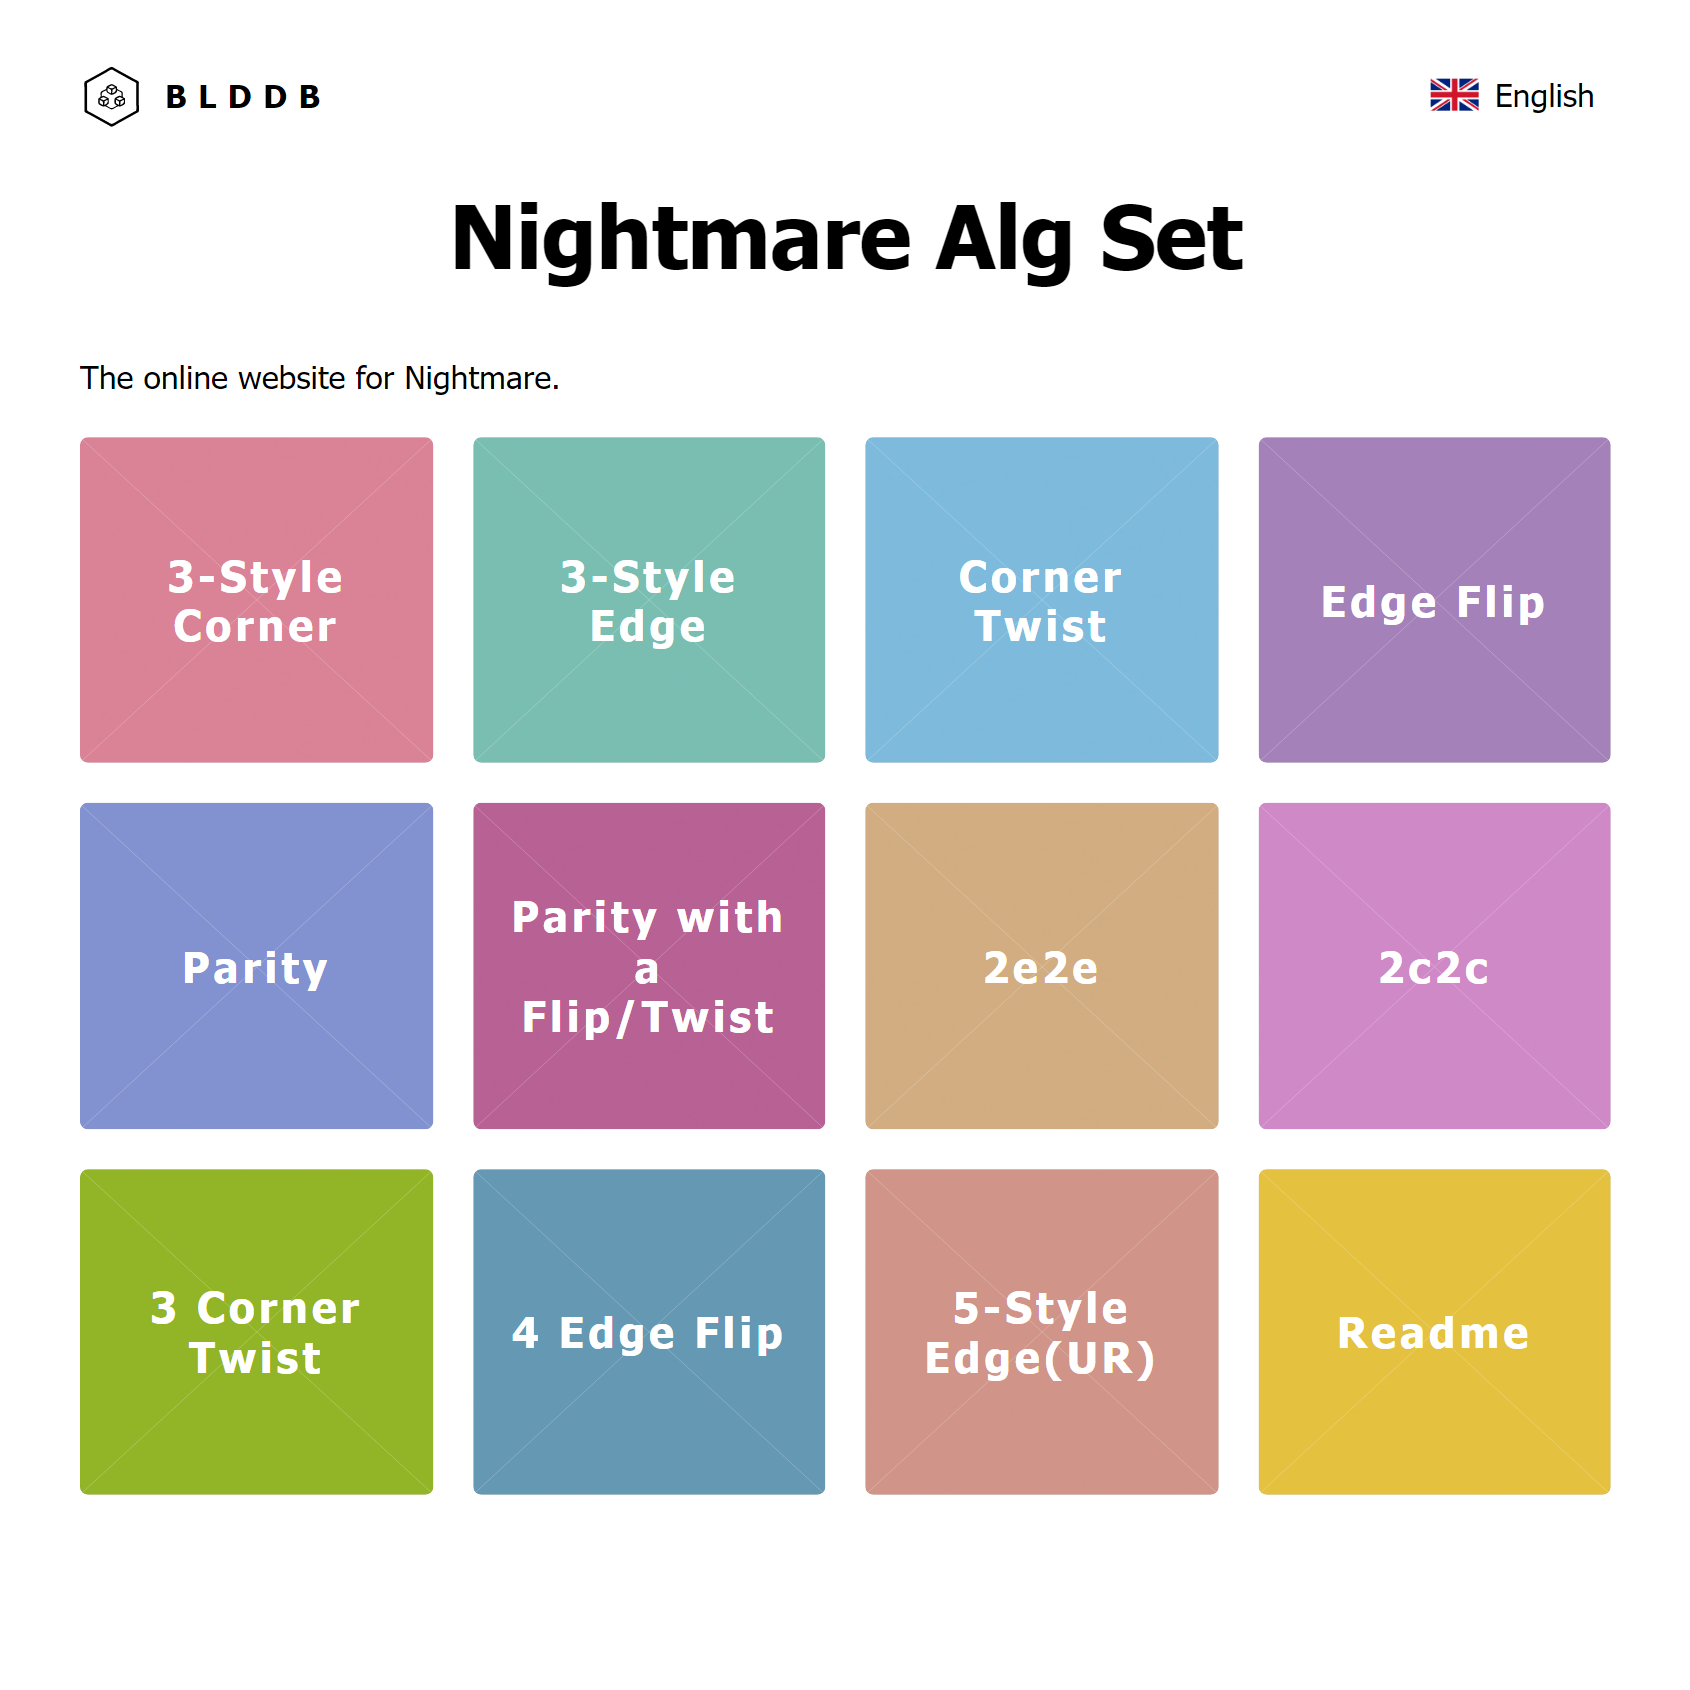 BLDDB
English
Nightmare Alg Set
The online website for Nightmare.
3-Style
Corner
3-Style
Edge
Corner
Twist
Edge Flip
Parity
Parity with
a
Flip/Twist
2e2e
2c2c
3 Corner
Twist
4 Edge Flip
5-Style
Edge(UR)
Readme